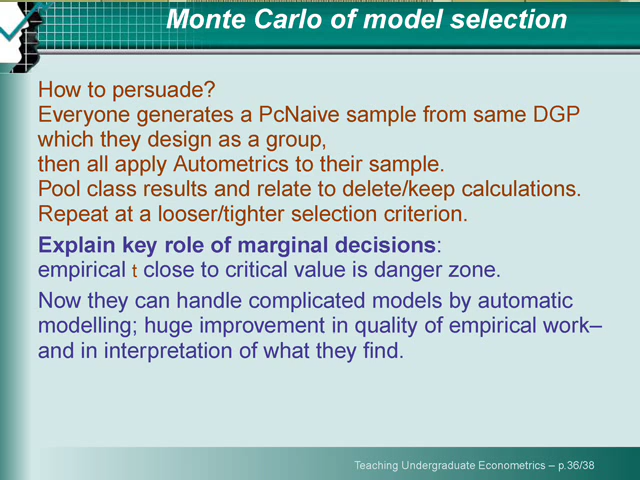 Monte Carlo of model selection
How to persuade?
Everyone generates a PcNaive sample from same DGP
which they design as a group,
then all apply Autometrics to their sample.
Pool class results and relate to delete/keep calculations.
Repeat at a looser/tighter selection criterion.
Explain key role of marginal decisions:
empirical t close to critical value is danger zone.
Now they can handle complicated models by automatic
modelling; huge improvement in quality of empirical work–
and in interpretation of what they find.
Teaching Undergraduate Econometrics – p.36/38